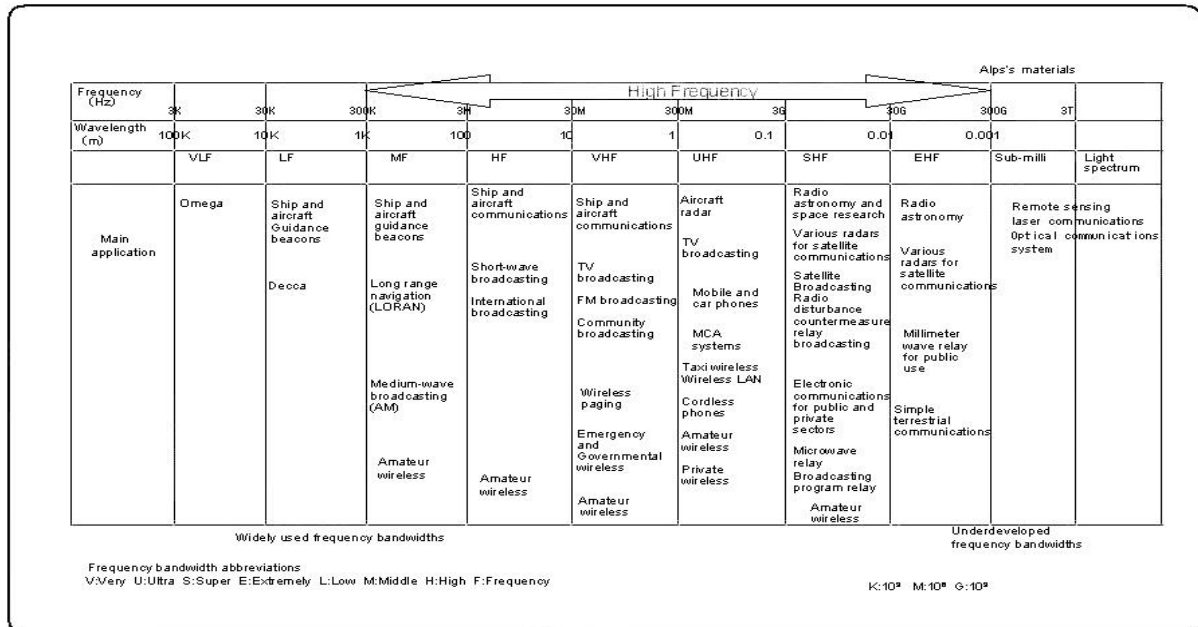 Alps's materials
Frequency
(Hz)
High Frequency
3K 30K 300K 3H 30M 300M 3G 30G 300G 3T
Wavelength
(m)
100K 10K 1K 100 10 1 0.1 0.01 0.001
VLF LF MF HF VHF UHF SHF EHF Sub-milli Light
spectrum
Main
application
Omega
Ship and
aircraft
Guidance
beacons
Decca
Ship and
aircraft
guidance
beacons
Long range
navigation
(LORAN)
Medium-wave
broadcasting
(AM)
Amateur
wireless
Ship and
aircraft
communications
Short-wave
broadcasting
International
broadcasting
Amateur
wireless
Ship and
aircraft
communications
TV
broadcasting
FM broadcasting
Community
broadcasting
Wireless
paging
Emergency
and
Governmental
wireless
Amateur
wireless
Aircraft
radar
TV
broadcasting
Mobile and
car phones
MCA
systems
Taxi wireless
Wireless LAN
Cordless
phones
Amateur
wireless
Private
wireless
Radio
astronomy and
space research
Various radars
for satellite
communications
Satellite
Broadcasting
Radio
disturbance
countermeasure
relay
broadcasting
Electronic
communications
for public and
private
sectors
Microwave
relay
Broadcasting
program relay
Amateur
wireless
Radio
astronomy
Various
radars for
satellite
communications
Millimeter
wave relay
for public
use
Simple
terrestrial
communications
Remote sensing
laser communications
Optical communications
system
Widely used frequency bandwidths
Underdeveloped
frequency bandwidths
Frequency bandwidth abbreviations
V:Very U:Ultra S:Super E:Extremely L:Low M:Middle H:High F:Frequency
K:10³ M:10⁶ G:10⁹